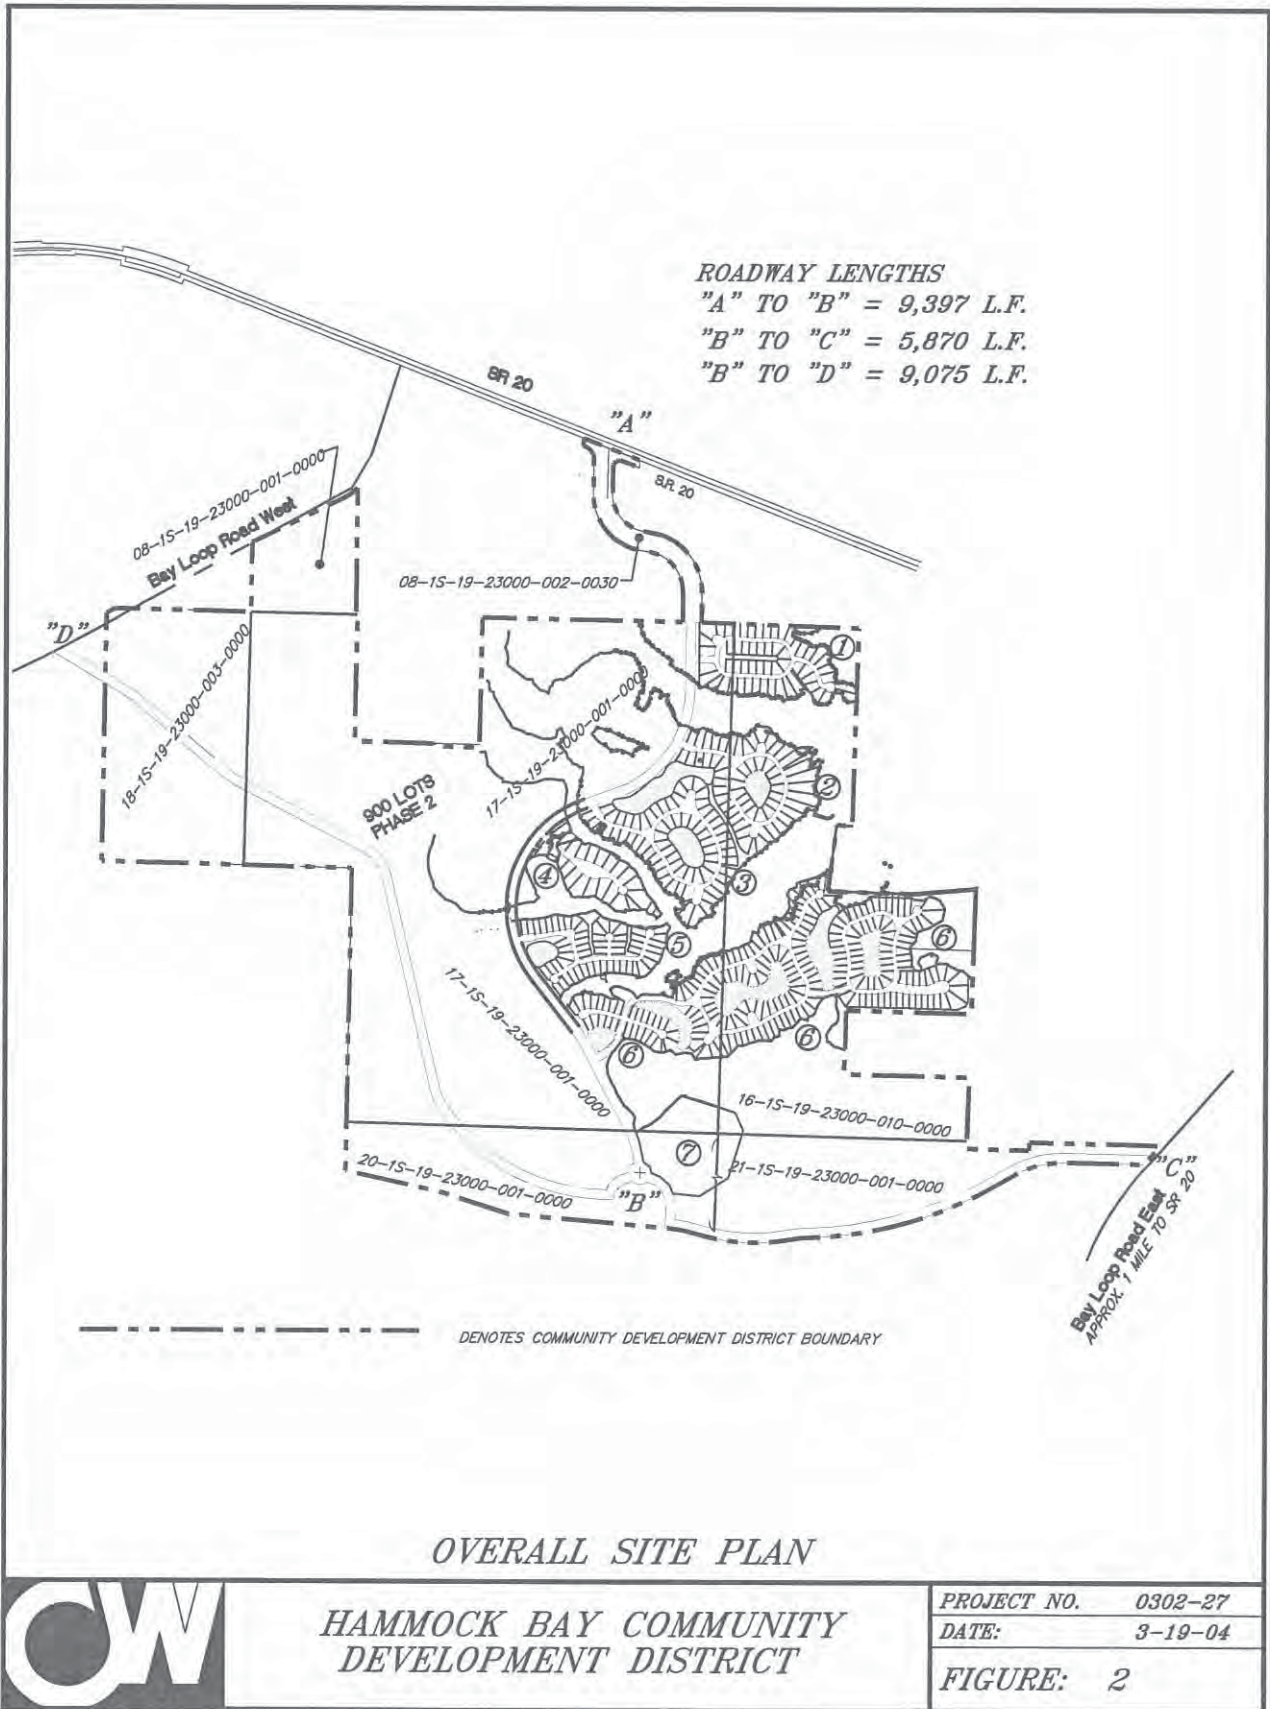 ROADWAY LENGTHS
"A" TO "B" = 9,397 L.F.
"B" TO "C" = 5,870 L.F.
"B" TO "D" = 9,075 L.F.
SR 20
"A"
S.R. 20
08-1S-19-23000-001-0000
Bay Loop Road West
08-1S-19-23000-002-0030
"D"
18-1S-19-23000-003-0000
17-1S-19-23000-001-0000
900 LOTS
PHASE 2
1
2
3
4
5
6
6
6
7
17-1S-19-23000-001-0000
16-1S-19-23000-010-0000
20-1S-19-23000-001-0000
21-1S-19-23000-001-0000
"B"
"C"
Bay Loop Road East
APPROX. 1 MILE TO SR 20
DENOTES COMMUNITY DEVELOPMENT DISTRICT BOUNDARY
OVERALL SITE PLAN
CW
HAMMOCK BAY COMMUNITY
DEVELOPMENT DISTRICT
PROJECT NO. 0302-27
DATE: 3-19-04
FIGURE: 2